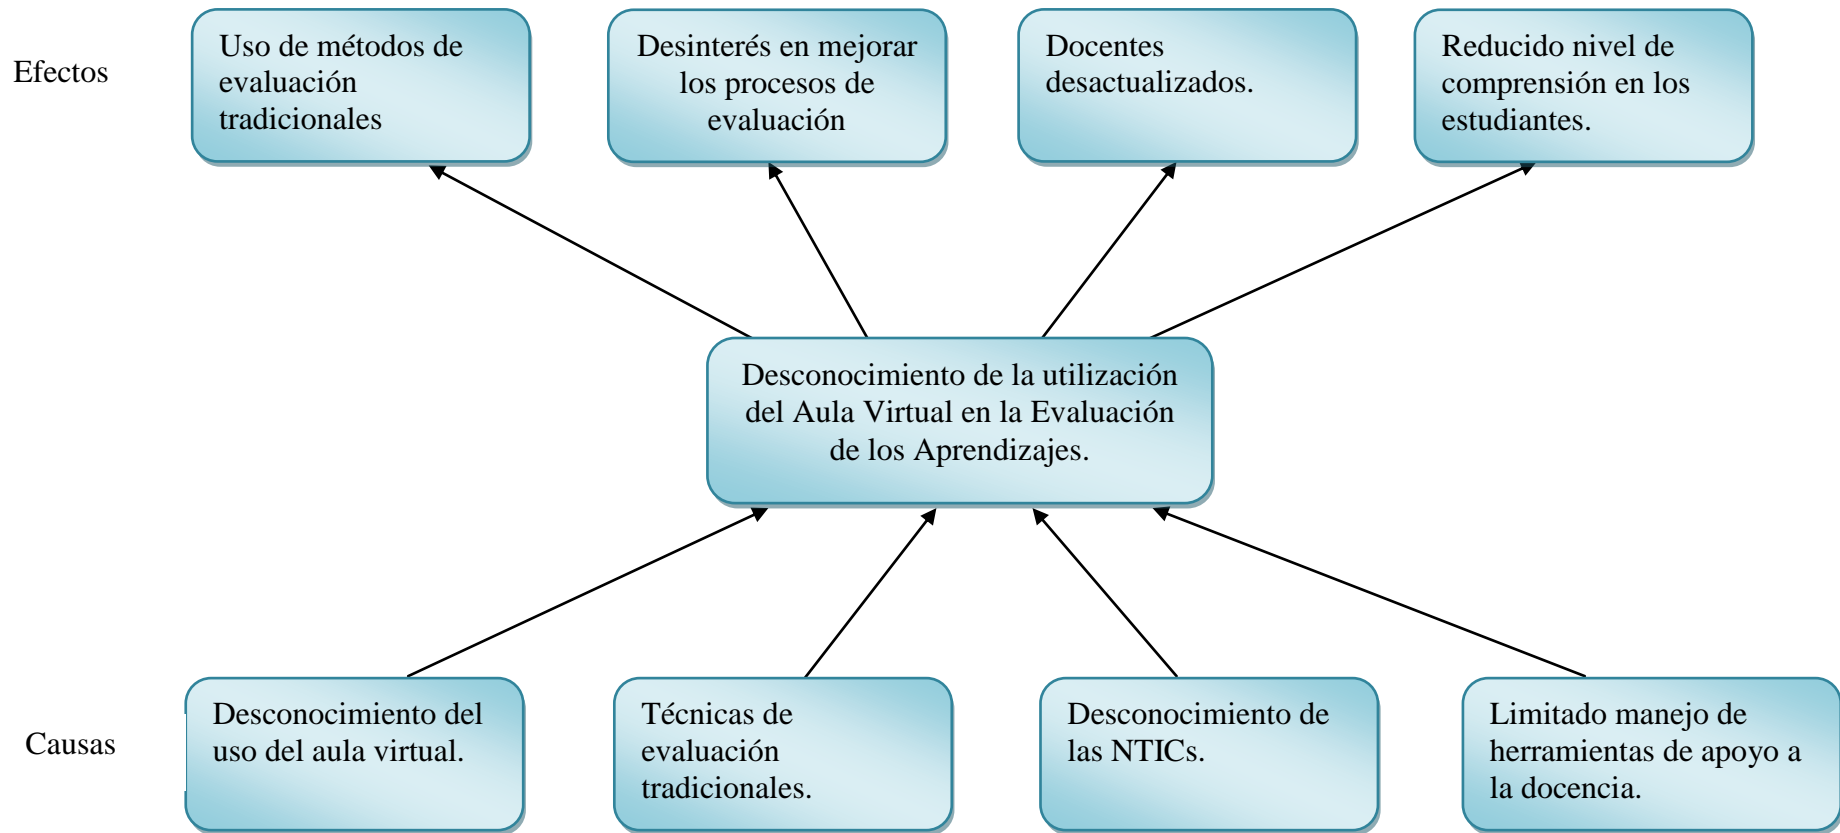 Efectos
Uso de métodos de
evaluación
tradicionales
Desinterés en mejorar
los procesos de
evaluación
Docentes
desactualizados.
Reducido nivel de
comprensión en los
estudiantes.
Desconocimiento de la utilización
del Aula Virtual en la Evaluación
de los Aprendizajes.
Causas
Desconocimiento del
uso del aula virtual.
Técnicas de
evaluación
tradicionales.
Desconocimiento de
las NTICs.
Limitado manejo de
herramientas de apoyo a
la docencia.